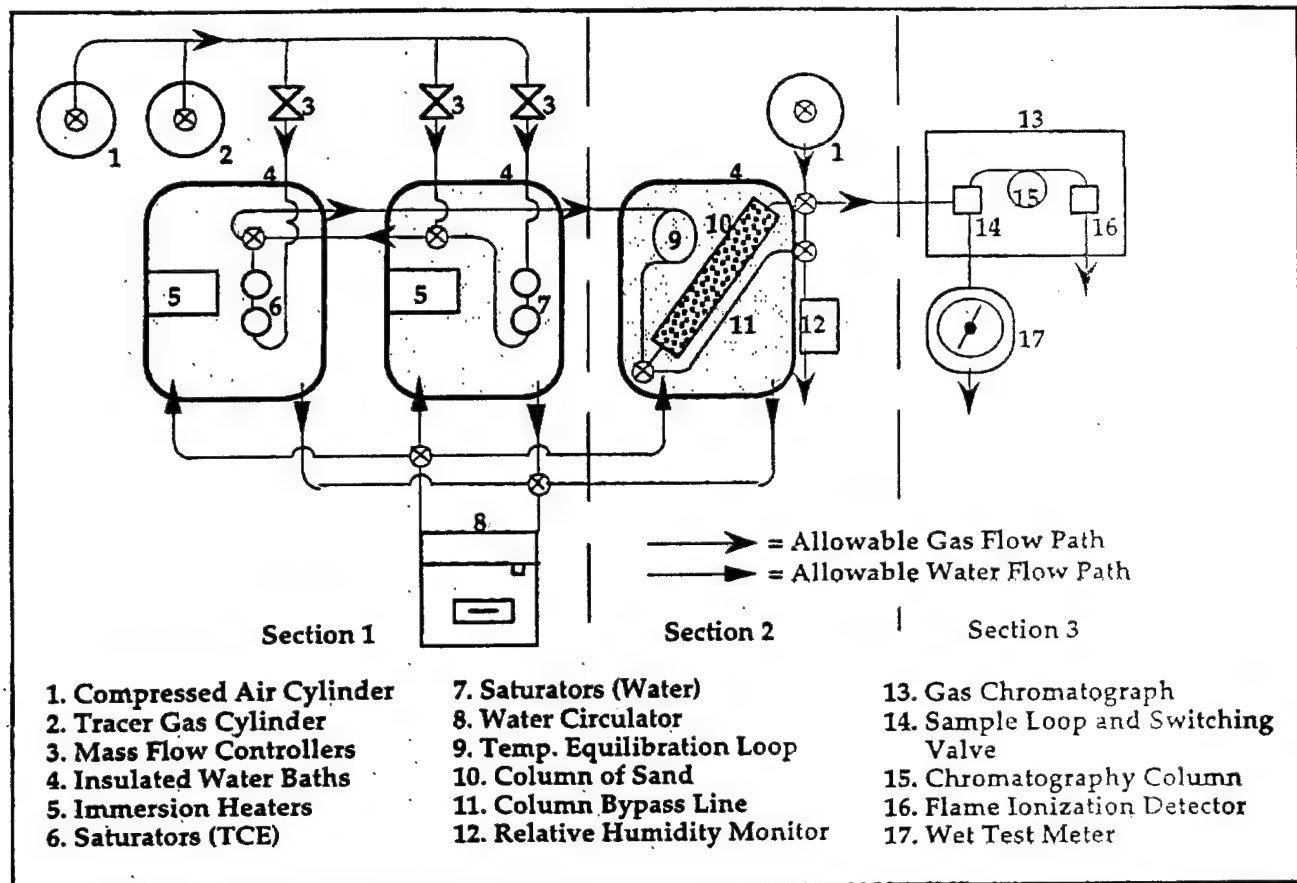 3
3
3
1
2
1
13
4
4
4
10
9
15
14
16
5
6
5
7
11
12
17
8
= Allowable Gas Flow Path
= Allowable Water Flow Path
Section 1
Section 2
Section 3
1. Compressed Air Cylinder
2. Tracer Gas Cylinder
3. Mass Flow Controllers
4. Insulated Water Baths
5. Immersion Heaters
6. Saturators (TCE)
7. Saturators (Water)
8. Water Circulator
9. Temp. Equilibration Loop
10. Column of Sand
11. Column Bypass Line
12. Relative Humidity Monitor
13. Gas Chromatograph
14. Sample Loop and Switching
Valve
15. Chromatography Column
16. Flame Ionization Detector
17. Wet Test Meter